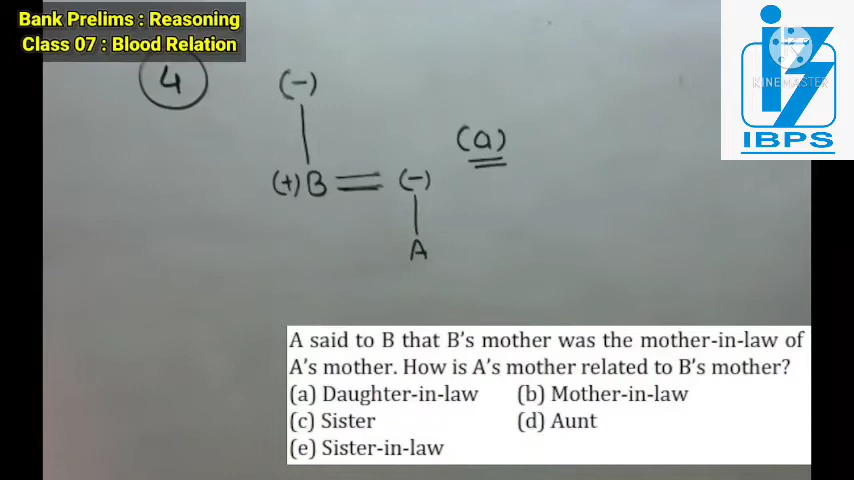 Bank Prelims : Reasoning
Class 07 : Blood Relation
KINEMASTER
IBPS
4
(-)
(a)
(+) B = (-)
A
A said to B that B's mother was the mother-in-law of
A's mother. How is A's mother related to B's mother?
(a) Daughter-in-law (b) Mother-in-law
(c) Sister (d) Aunt
(e) Sister-in-law